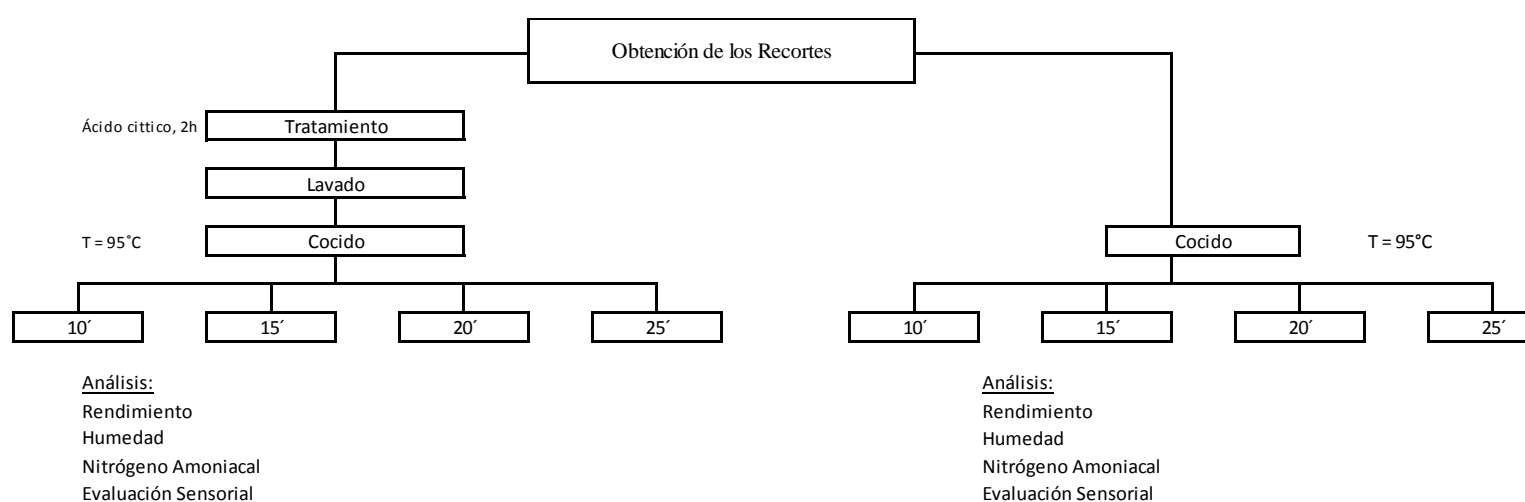 Obtención de los Recortes
Ácido cittico, 2h
Tratamiento
Lavado
T = 95˚C
Cocido
Cocido
T = 95°C
10´
15´
20´
25´
10´
15´
20´
25´
Análisis:
Rendimiento
Humedad
Nitrógeno Amoniacal
Evaluación Sensorial
Análisis:
Rendimiento
Humedad
Nitrógeno Amoniacal
Evaluación Sensorial